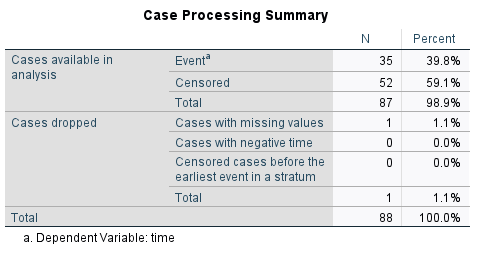 Case Processing Summary
N Percent
Cases available in analysis Eventa 35 39.8%
Censored 52 59.1%
Total 87 98.9%
Cases dropped Cases with missing values 1 1.1%
Cases with negative time 0 0.0%
Censored cases before the earliest event in a stratum 0 0.0%
Total 1 1.1%
Total 88 100.0%
a. Dependent Variable: time